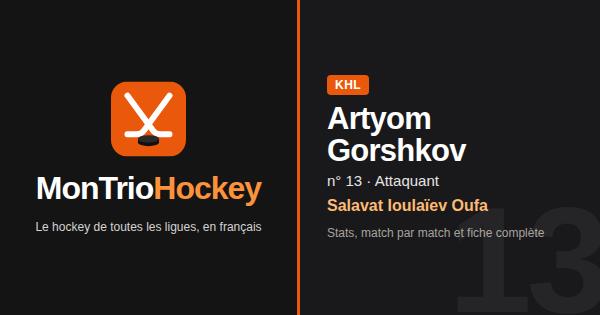 MonTrioHockey
Le hockey de toutes les ligues, en français
KHL
Artyom
Gorshkov
n° 13 · Attaquant
Salavat Ioulaïev Oufa
Stats, match par match et fiche complète
13